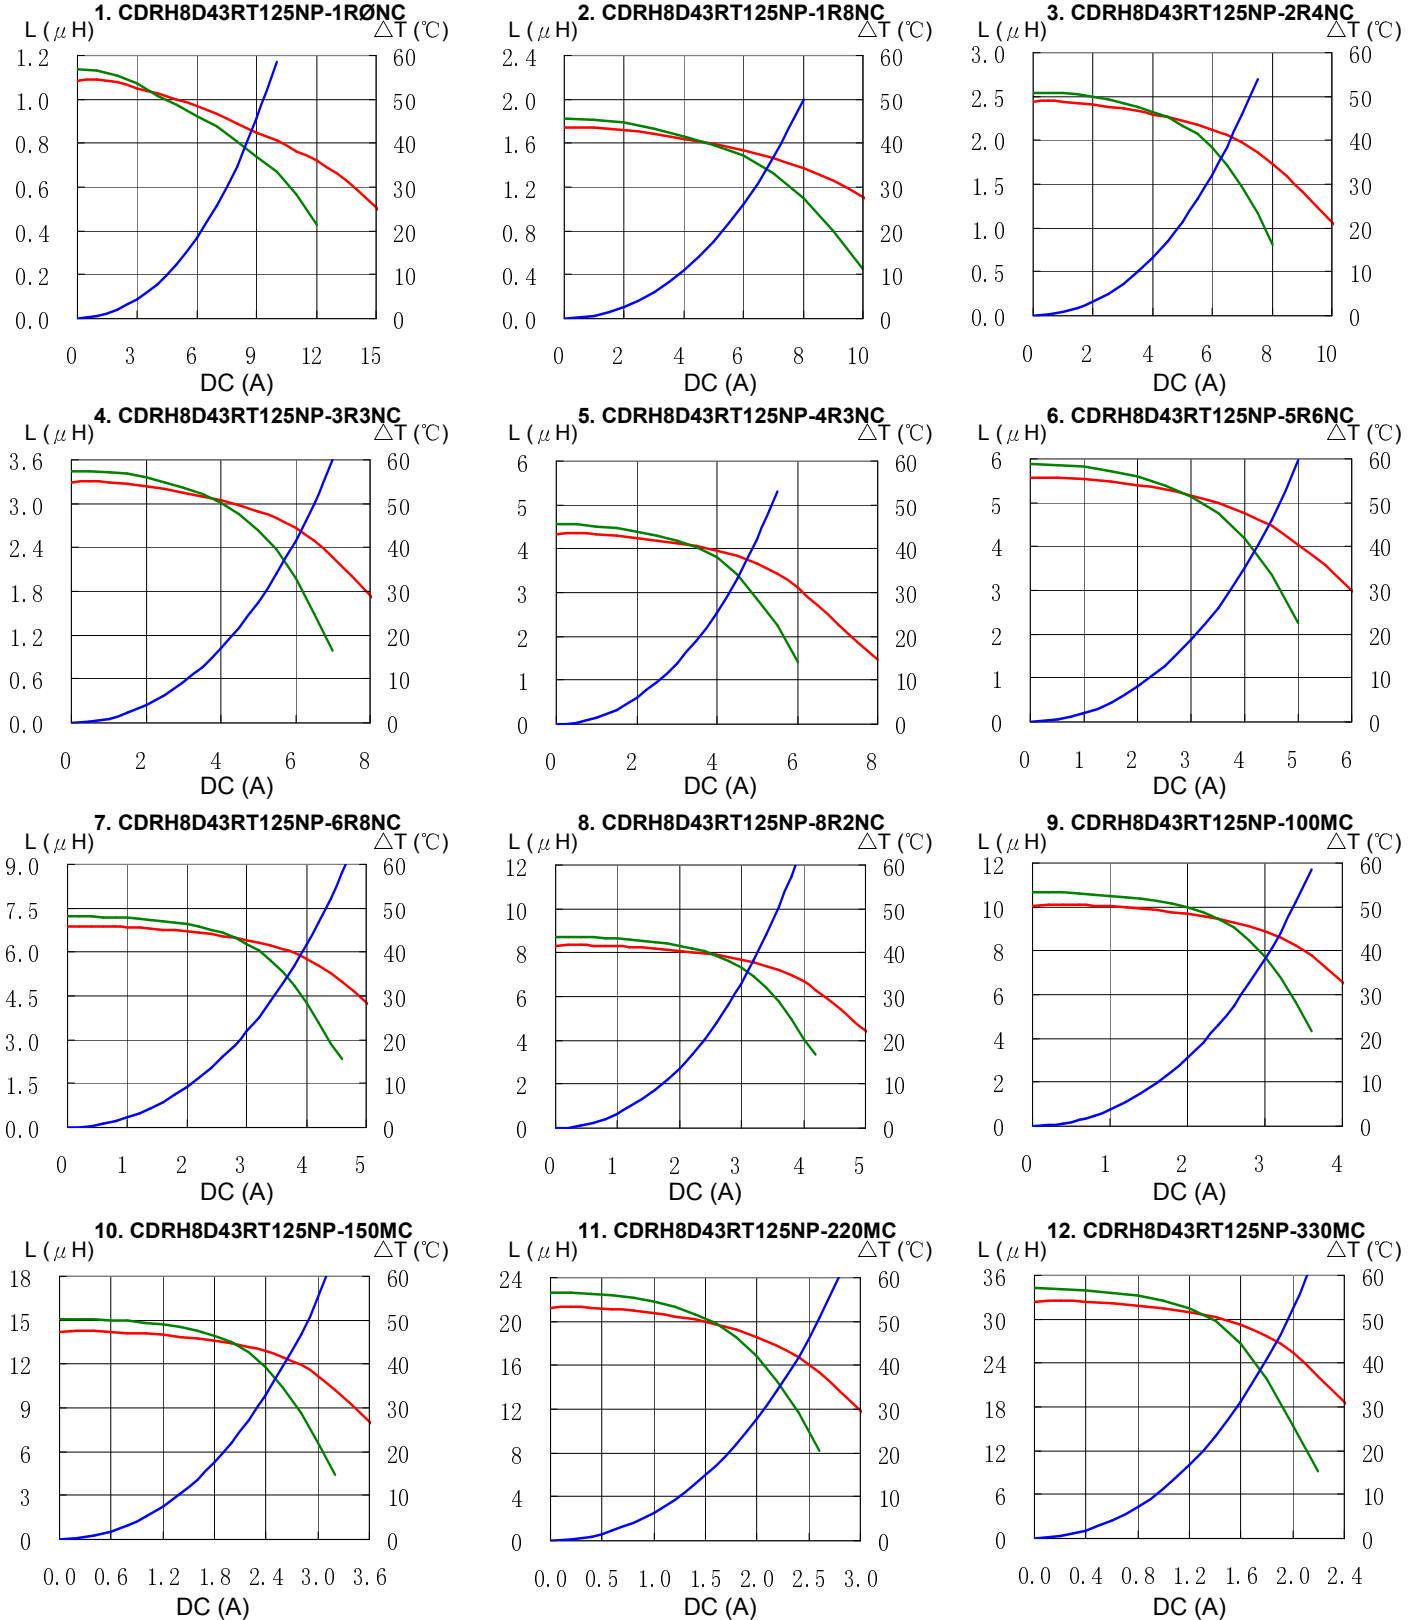 1. CDRH8D43RT125NP-1RØNC
L (μH) △T (℃)
1.2 60
1.0 50
0.8 40
0.6 30
0.4 20
0.2 10
0.0 0
0 3 6 9 12 15
DC (A)
2. CDRH8D43RT125NP-1R8NC
L (μH) △T (℃)
2.4 60
2.0 50
1.6 40
1.2 30
0.8 20
0.4 10
0.0 0
0 2 4 6 8 10
DC (A)
3. CDRH8D43RT125NP-2R4NC
L (μH) △T (℃)
3.0 60
2.5 50
2.0 40
1.5 30
1.0 20
0.5 10
0.0 0
0 2 4 6 8 10
DC (A)
4. CDRH8D43RT125NP-3R3NC
L (μH) △T (℃)
3.6 60
3.0 50
2.4 40
1.8 30
1.2 20
0.6 10
0.0 0
0 2 4 6 8
DC (A)
5. CDRH8D43RT125NP-4R3NC
L (μH) △T (℃)
6 60
5 50
4 40
3 30
2 20
1 10
0 0
0 2 4 6 8
DC (A)
6. CDRH8D43RT125NP-5R6NC
L (μH) △T (℃)
6 60
5 50
4 40
3 30
2 20
1 10
0 0
0 1 2 3 4 5 6
DC (A)
7. CDRH8D43RT125NP-6R8NC
L (μH) △T (℃)
9.0 60
7.5 50
6.0 40
4.5 30
3.0 20
1.5 10
0.0 0
0 1 2 3 4 5
DC (A)
8. CDRH8D43RT125NP-8R2NC
L (μH) △T (℃)
12 60
10 50
8 40
6 30
4 20
2 10
0 0
0 1 2 3 4 5
DC (A)
9. CDRH8D43RT125NP-100MC
L (μH) △T (℃)
12 60
10 50
8 40
6 30
4 20
2 10
0 0
0 1 2 3 4
DC (A)
10. CDRH8D43RT125NP-150MC
L (μH) △T (℃)
18 60
15 50
12 40
9 30
6 20
3 10
0 0
0.0 0.6 1.2 1.8 2.4 3.0 3.6
DC (A)
11. CDRH8D43RT125NP-220MC
L (μH) △T (℃)
24 60
20 50
16 40
12 30
8 20
4 10
0 0
0.0 0.5 1.0 1.5 2.0 2.5 3.0
DC (A)
12. CDRH8D43RT125NP-330MC
L (μH) △T (℃)
36 60
30 50
24 40
18 30
12 20
6 10
0 0
0.0 0.4 0.8 1.2 1.6 2.0 2.4
DC (A)